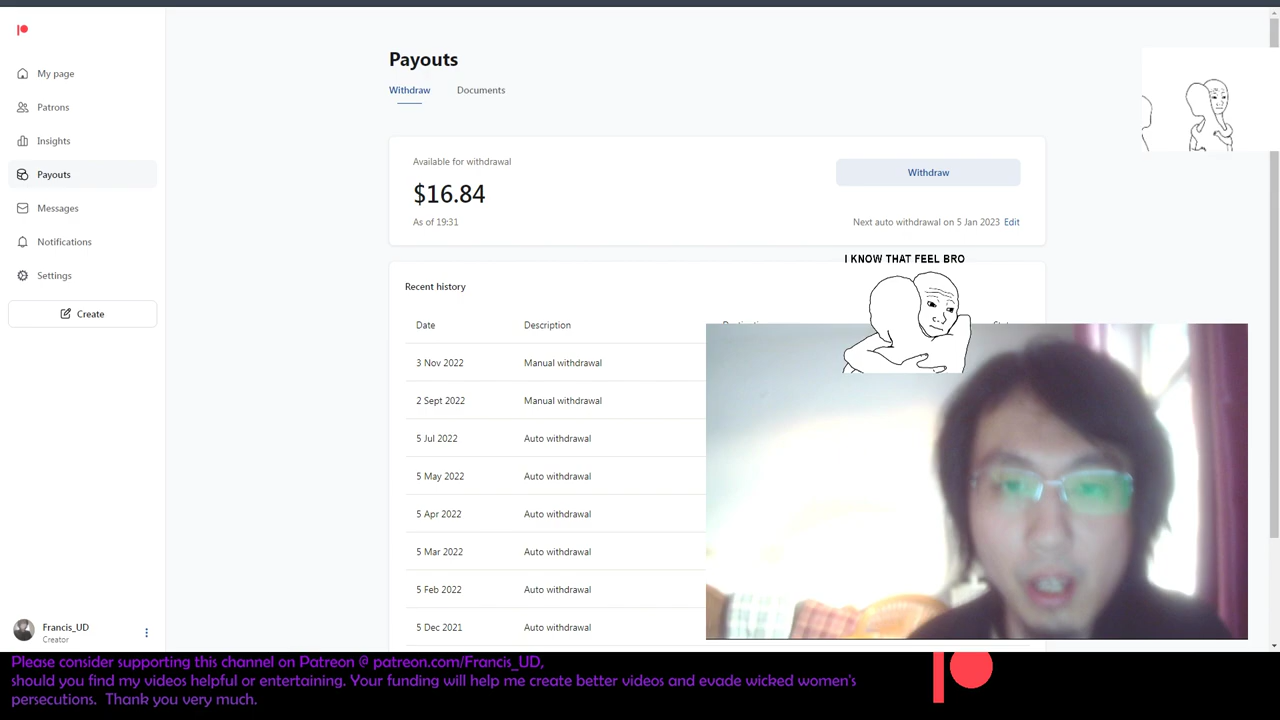 Payouts
Withdraw
Documents
My page
Patrons
Insights
Payouts
Messages
Notifications
Settings
Create
Available for withdrawal
$16.84
As of 19:31
Withdraw
Next auto withdrawal on 5 Jan 2023 Edit
I KNOW THAT FEEL BRO
Recent history
Date
Description
3 Nov 2022
Manual withdrawal
2 Sept 2022
Manual withdrawal
5 Jul 2022
Auto withdrawal
5 May 2022
Auto withdrawal
5 Apr 2022
Auto withdrawal
5 Mar 2022
Auto withdrawal
5 Feb 2022
Auto withdrawal
5 Dec 2021
Auto withdrawal
Francis_UD
Creator
Please consider supporting this channel on Patreon @ patreon.com/Francis_UD,
should you find my videos helpful or entertaining. Your funding will help me create better videos and evade wicked women's
persecutions. Thank you very much.